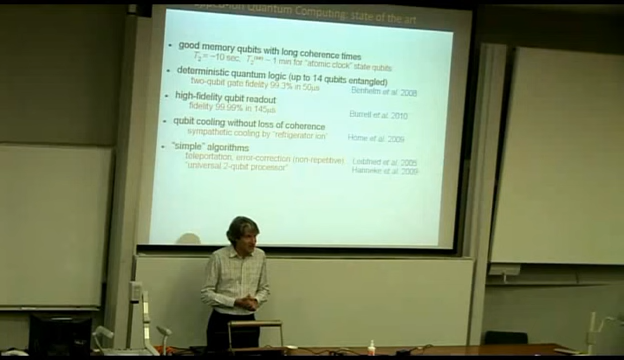 trapped-ion Quantum Computing: state of the art
• good memory qubits with long coherence times
~10 sec, ~ 1 min for "atomic clock" state qubits
• deterministic quantum logic (up to 14 qubits entangled)
two-qubit gate fidelity 99.3% in 50µs Benhelm et al. 2008
• high-fidelity qubit readout
fidelity 99.99% in 145µs Burrell et al. 2010
• qubit cooling without loss of coherence
sympathetic cooling by "refrigerator ion" Home et al. 2009
• "simple" algorithms
teleportation, error-correction (non-repetitive), Leibfried et al. 2005
"universal 2-qubit processor" Hanneke et al. 2009